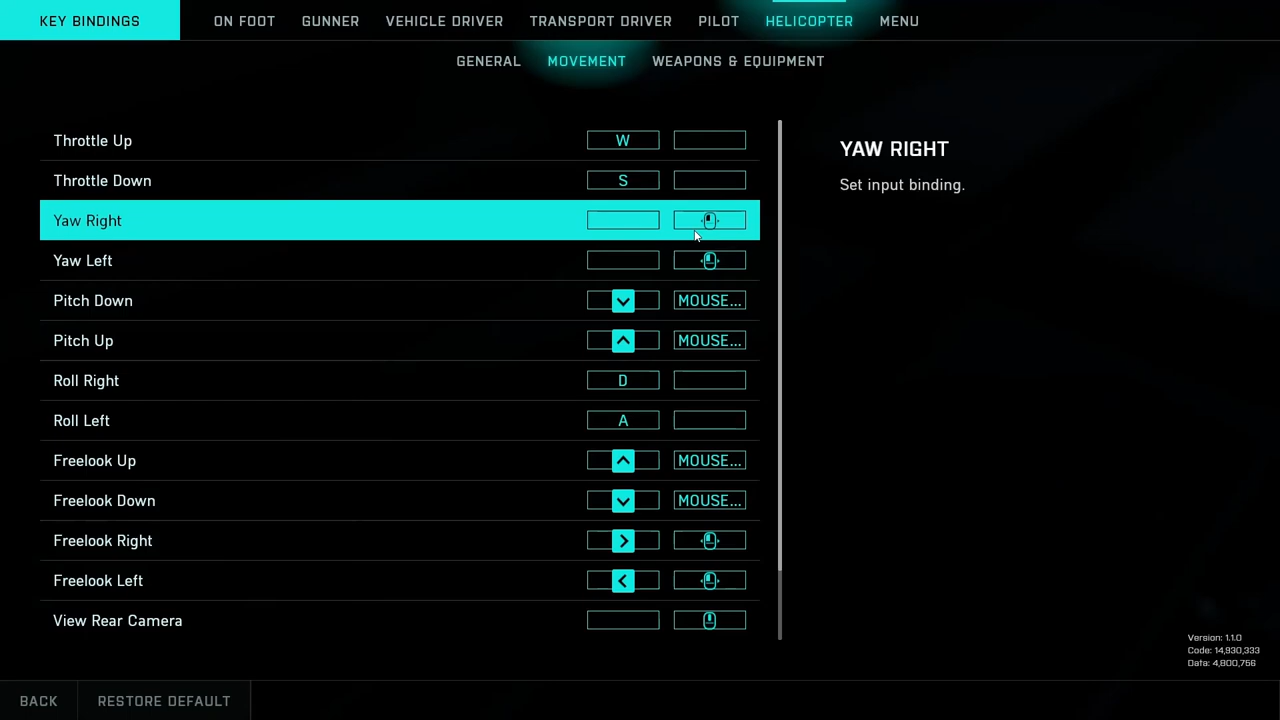 KEY BINDINGS ON FOOT GUNNER VEHICLE DRIVER TRANSPORT DRIVER PILOT HELICOPTER MENU
GENERAL MOVEMENT WEAPONS & EQUIPMENT
Throttle Up W
Throttle Down S
Yaw Right
Yaw Left
Pitch Down MOUSE...
Pitch Up MOUSE...
Roll Right D
Roll Left A
Freelook Up MOUSE...
Freelook Down MOUSE...
Freelook Right
Freelook Left
View Rear Camera
YAW RIGHT
Set input binding.
Version: 1.1.0
Code: 14,930,333
Data: 4,800,756
BACK RESTORE DEFAULT